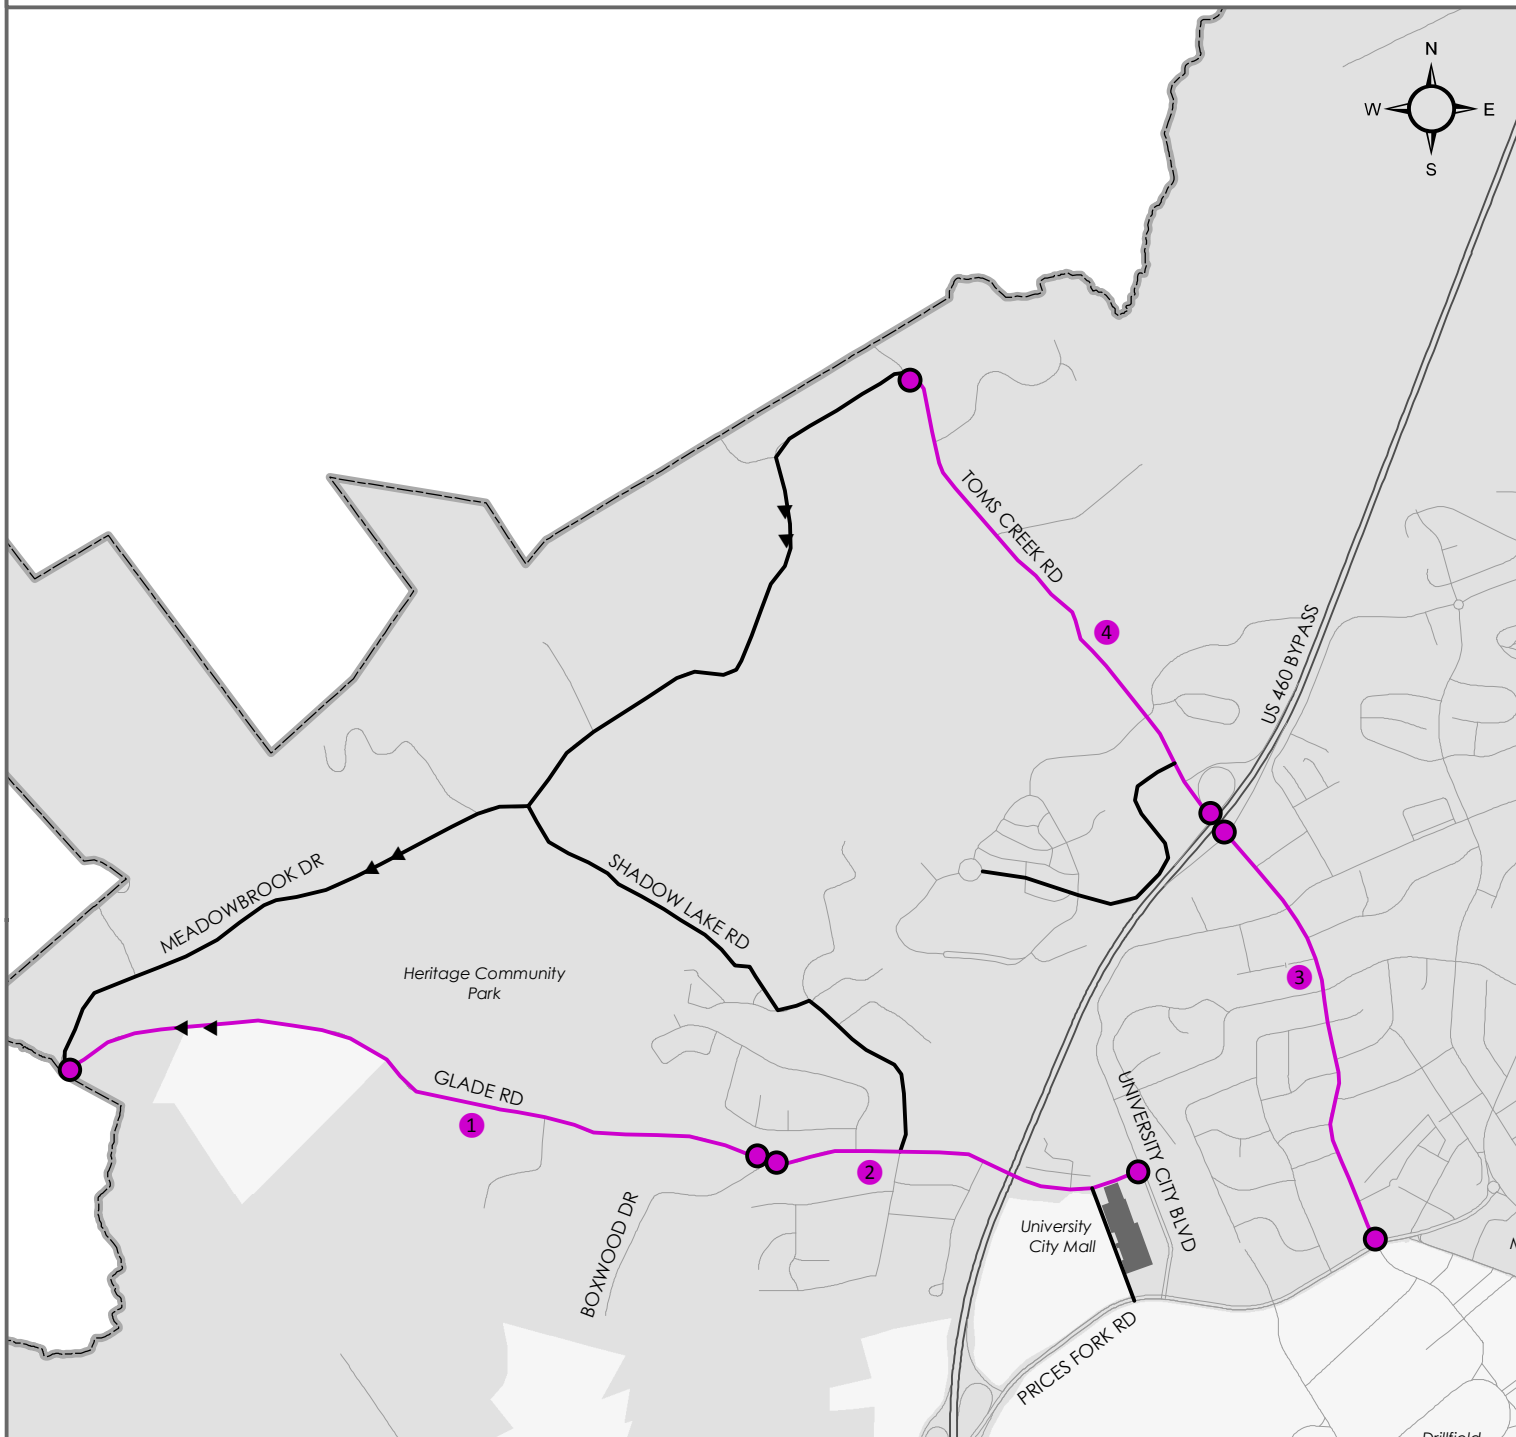 N
W
E
S
TOMS CREEK RD
4
US 460 BYPASS
MEADOWBROOK DR
SHADOW LAKE RD
Heritage Community
Park
3
GLADE RD
1
2
UNIVERSITY CITY BLVD
BOXWOOD DR
University
City Mall
PRICES FORK RD